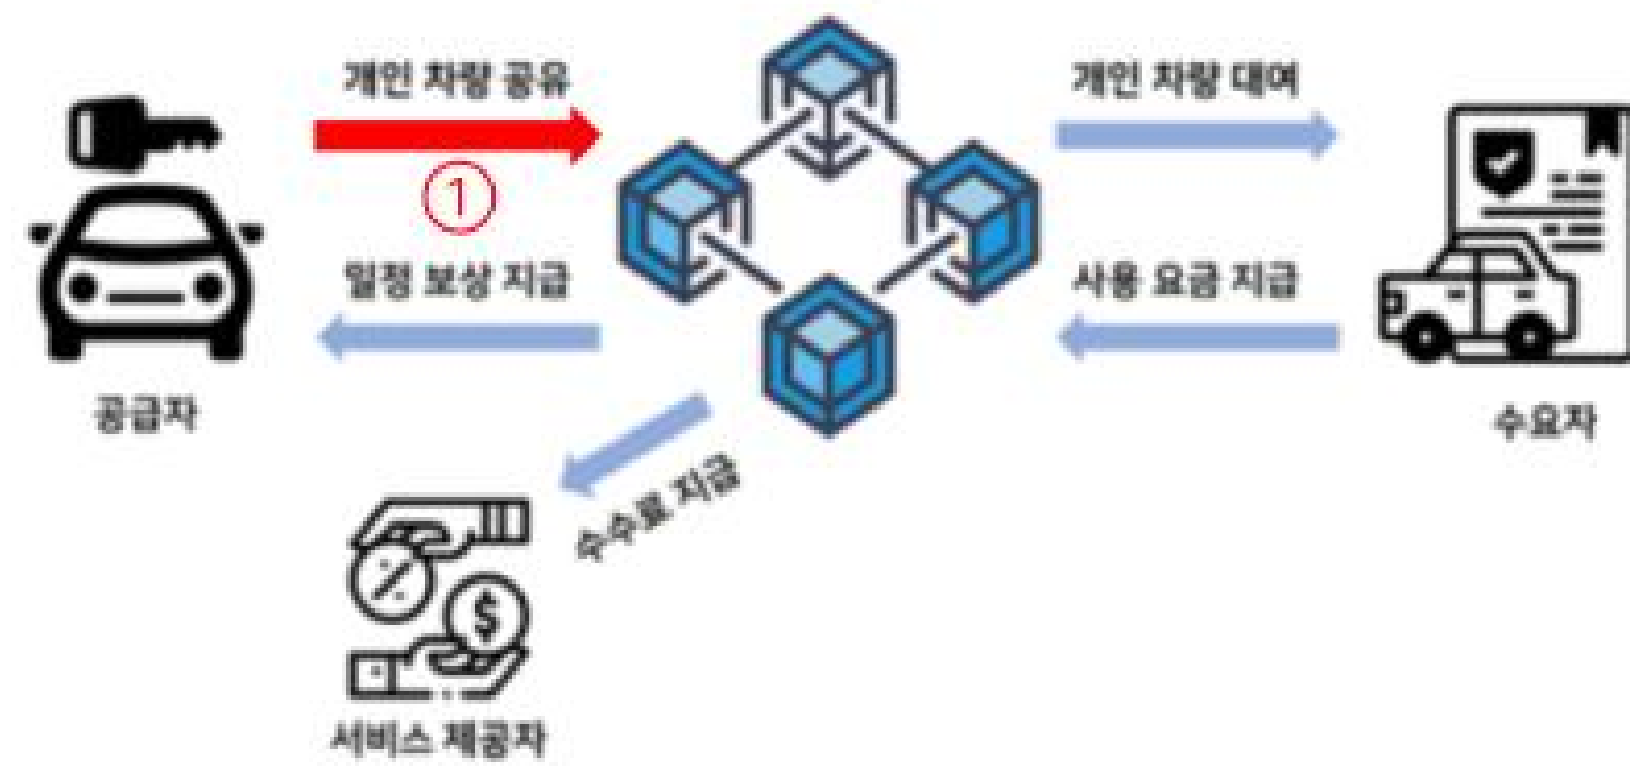 개인 차량 공유
개인 차량 대여
①
일정 보상 지급
사용 요금 지급
공급자
수요자
수수료 지급
$
서비스 제공자